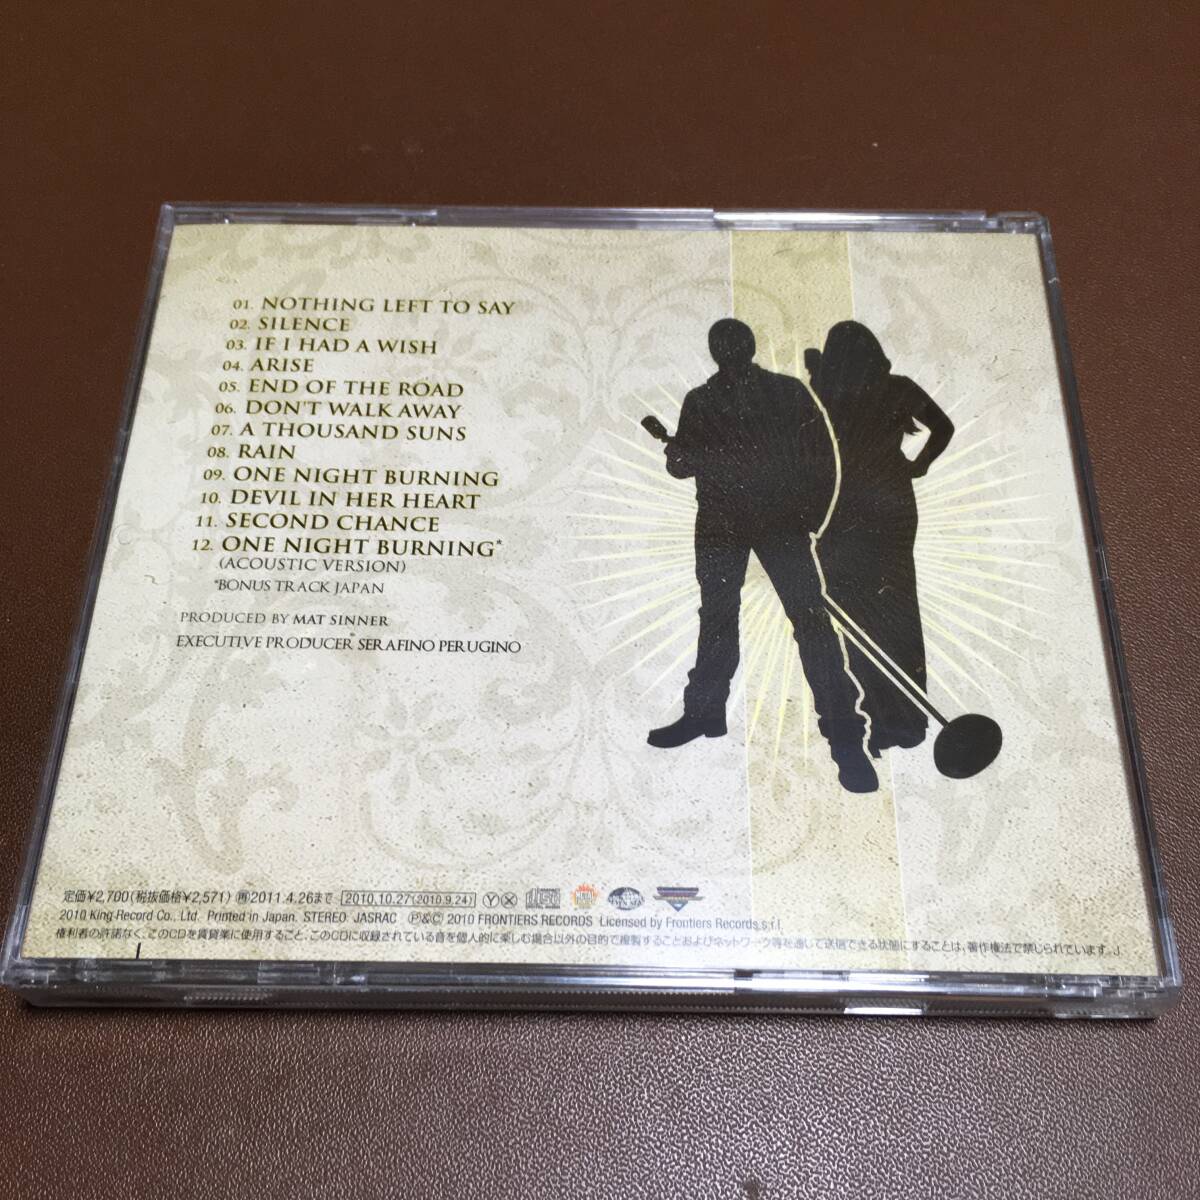 01. NOTHING LEFT TO SAY
02. SILENCE
03. IF I HAD A WISH
04. ARISE
05. END OF THE ROAD
06. DON'T WALK AWAY
07. A THOUSAND SUNS
08. RAIN
09. ONE NIGHT BURNING
10. DEVIL IN HER HEART
11. SECOND CHANCE
12. ONE NIGHT BURNING*
(ACOUSTIC VERSION)
*BONUS TRACK JAPAN
PRODUCED BY MAT SINNER
EXECUTIVE PRODUCER SERAFINO PERUGINO
定価¥2,700(税抜価格¥2,571) 再2011.4.26まで 2010.10.27(2010.9.24) Y X
2010 King Record Co., Ltd. Printed in Japan. STEREO JASRAC Ⓟ&© 2010 FRONTIERS RECORDS Licensed by Frontiers Records s.r.l.
権利者の許諾なく、このCDを賃貸業に使用すること、このCDに収録されている音を個人的に楽しむ場合以外の目的で複製することおよびネットワーク等を通じて送信できる状態にすることは、著作権法で禁じられています。J